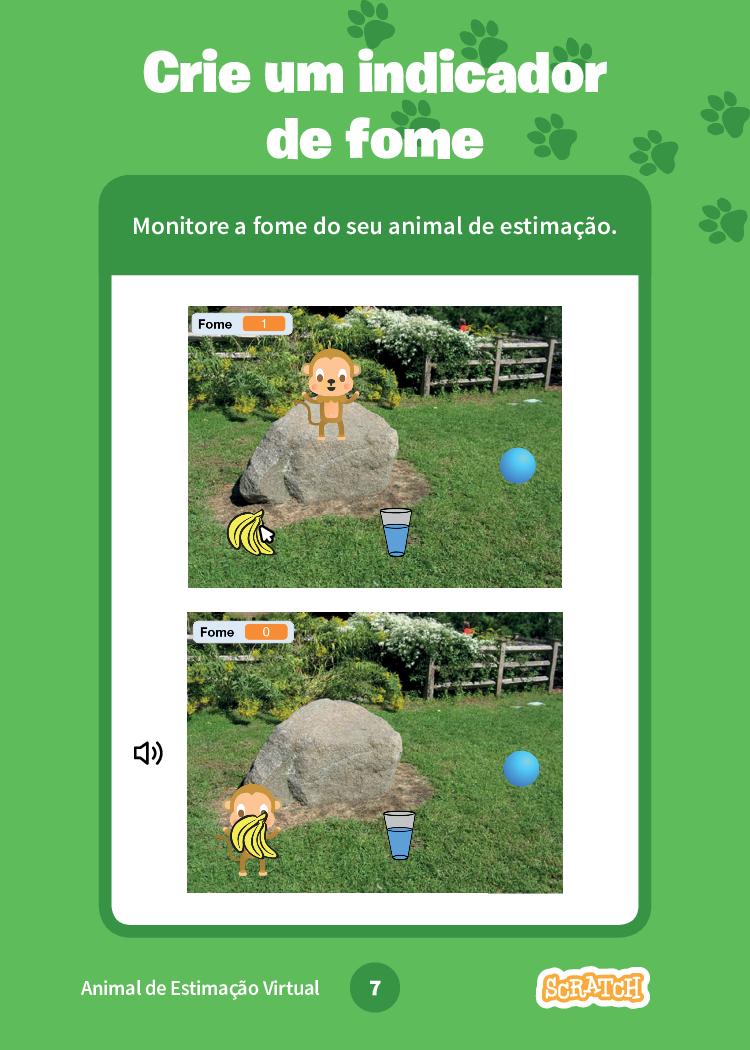 Crie um indicador
de fome
Monitore a fome do seu animal de estimação.
Fome 1
Fome 0
Animal de Estimação Virtual 7 SCRATCH